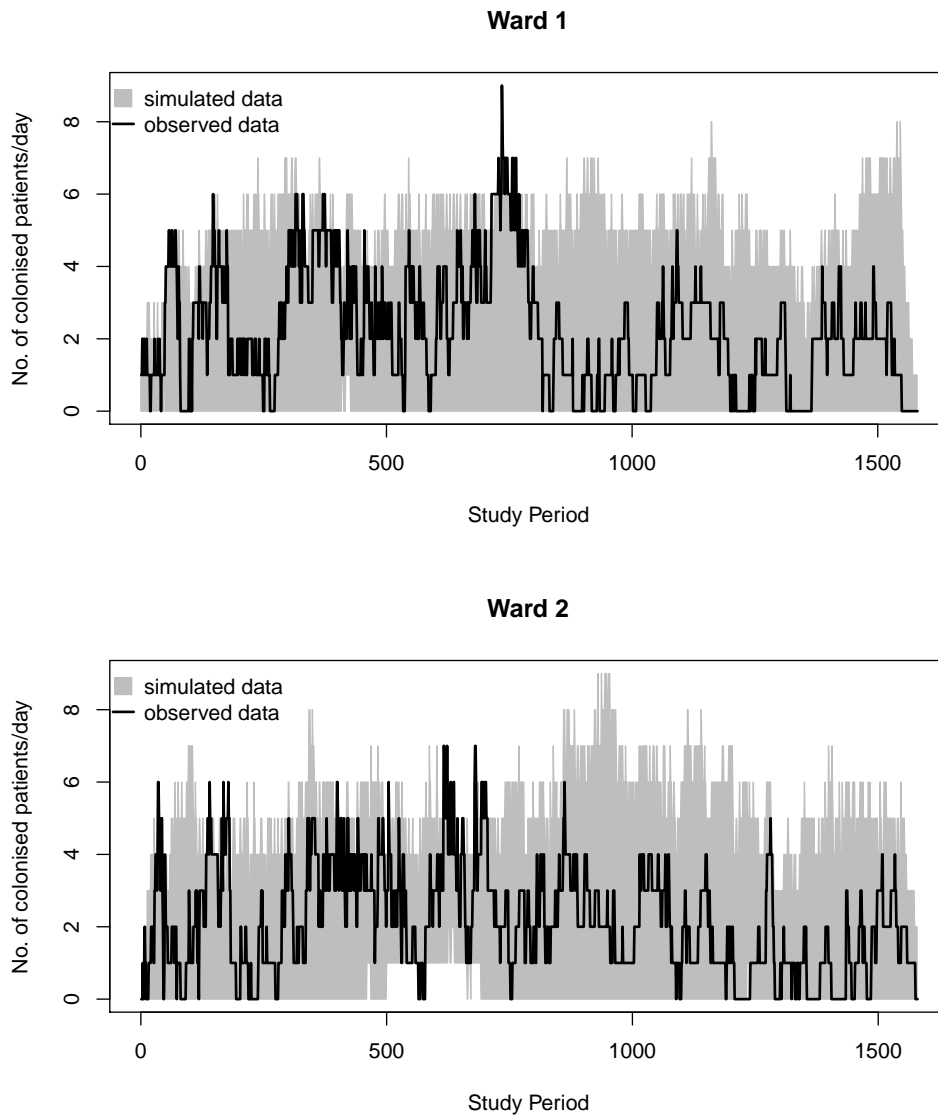 Ward 1
simulated data
observed data
No. of colonised patients/day
8
6
4
2
0
0 500 1000 1500
Study Period
Ward 2
simulated data
observed data
No. of colonised patients/day
8
6
4
2
0
0 500 1000 1500
Study Period